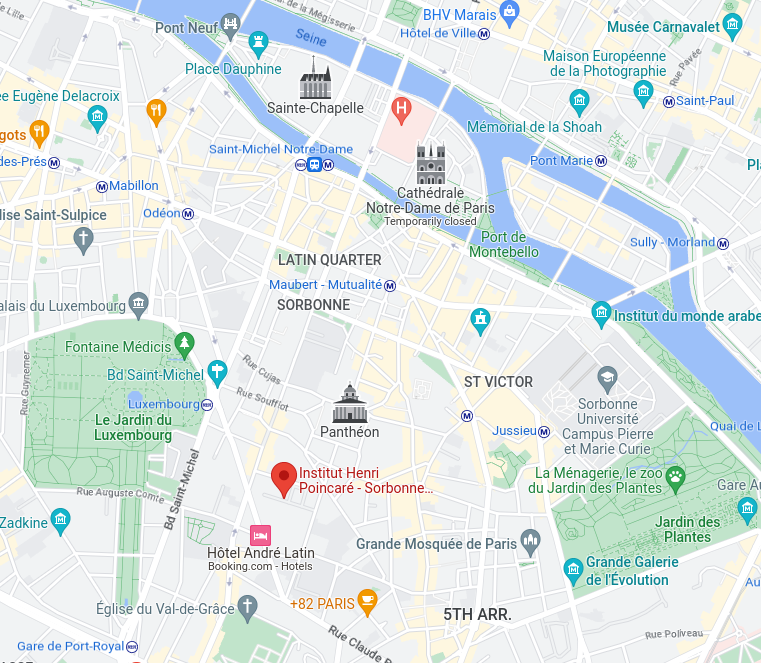 de Lille
Quai de la Mégisserie
BHV Marais
Pont Neuf
Seine
Hôtel de Ville
Musée Carnavalet
Place Dauphine
Maison Européenne
de la Photographie
Rue Pavée
Sainte-Chapelle
H
ée Eugène Delacroix
Saint-Paul
gots
Mémorial de la Shoah
Saint-Michel Notre-Dame
des-Prés
Pont Marie
Mabillon
Cathédrale
Notre-Dame de Paris
Temporarily closed
lise Saint-Sulpice
Odéon
Port de
Montebello
Sully - Morland
LATIN QUARTER
Maubert - Mutualité
SORBONNE
alais du Luxembourg
Institut du monde arabe
Fontaine Médicis
Rue Guynemer
Bd Saint-Michel
Rue Cujas
ST VICTOR
Rue Soufflot
Luxembourg
Sorbonne
Université
Campus Pierre
et Marie Curie
Le Jardin du
Luxembourg
Panthéon
Jussieu
Quai de
Institut Henri
Poincaré - Sorbonne...
La Ménagerie, le zoo
du Jardin des Plantes
Rue Auguste Comte
Bd Saint-Michel
Gare
Zadkine
Jardin des
Plantes
Hôtel André Latin
Booking.com - Hotels
Grande Mosquée de Paris
Grande Galerie
de l'Évolution
+82 PARIS
Église du Val-de-Grâce
5TH ARR.
Rue Claude
Rue Poliveau
Gare de Port-Royal